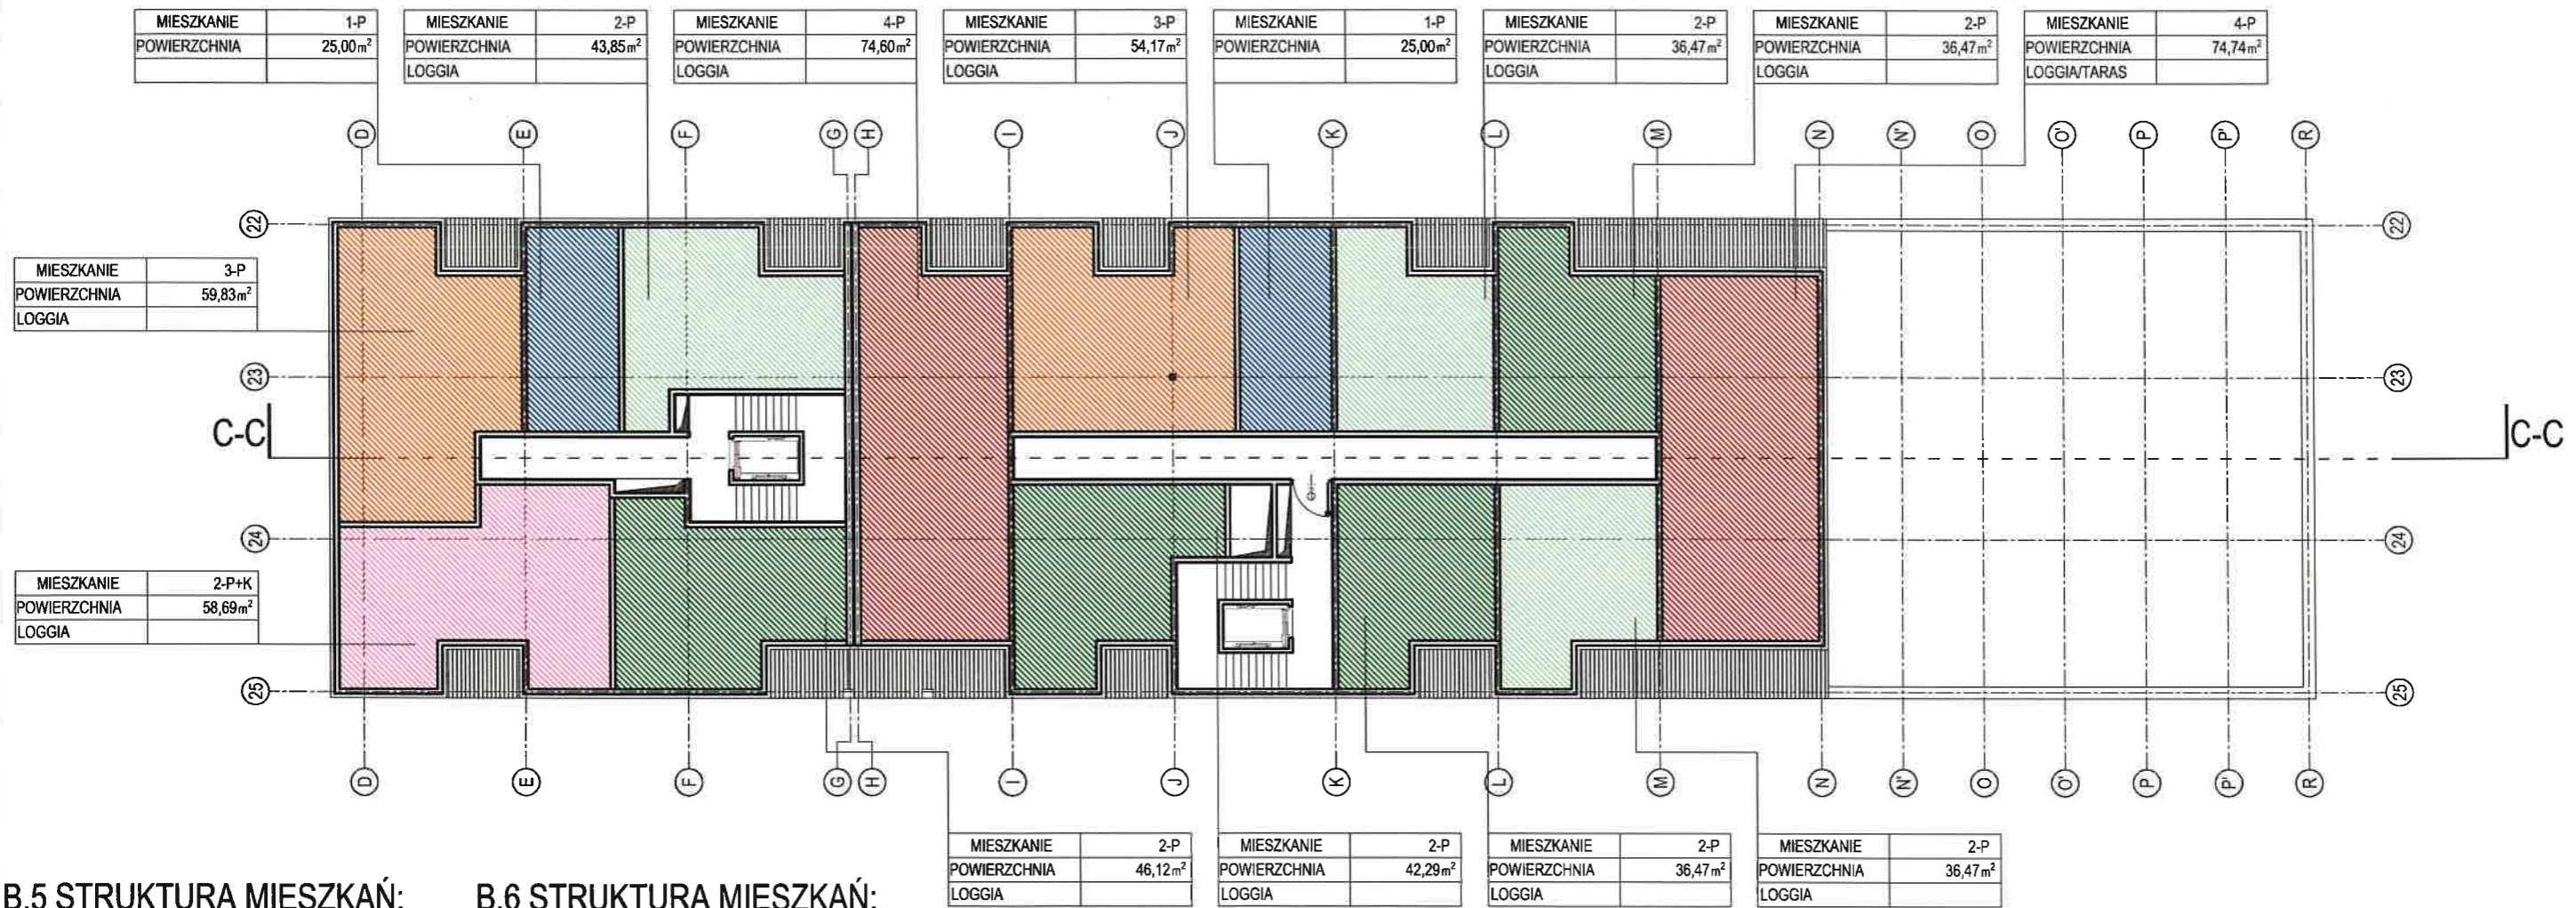 MIESZKANIE 1-P
POWIERZCHNIA 25,00m²
MIESZKANIE 2-P
POWIERZCHNIA 43,85m²
LOGGIA
MIESZKANIE 4-P
POWIERZCHNIA 74,60m²
LOGGIA
MIESZKANIE 3-P
POWIERZCHNIA 54,17m²
LOGGIA
MIESZKANIE 1-P
POWIERZCHNIA 25,00m²
MIESZKANIE 2-P
POWIERZCHNIA 36,47m²
LOGGIA
MIESZKANIE 2-P
POWIERZCHNIA 36,47m²
LOGGIA
MIESZKANIE 4-P
POWIERZCHNIA 74,74m²
LOGGIA/TARAS
D E F G H I J K L M N N' O O' P P' R
22 22
MIESZKANIE 3-P
POWIERZCHNIA 59,83m²
LOGGIA
23 23
C-C C-C
24 24
MIESZKANIE 2-P+K
POWIERZCHNIA 58,69m²
LOGGIA
25 25
D E F G H I J K L M N N' O O' P P' R
MIESZKANIE 2-P
POWIERZCHNIA 46,12m²
LOGGIA
MIESZKANIE 2-P
POWIERZCHNIA 42,29m²
LOGGIA
MIESZKANIE 2-P
POWIERZCHNIA 36,47m²
LOGGIA
MIESZKANIE 2-P
POWIERZCHNIA 36,47m²
LOGGIA
B.5 STRUKTURA MIESZKAŃ: B.6 STRUKTURA MIESZKAŃ: